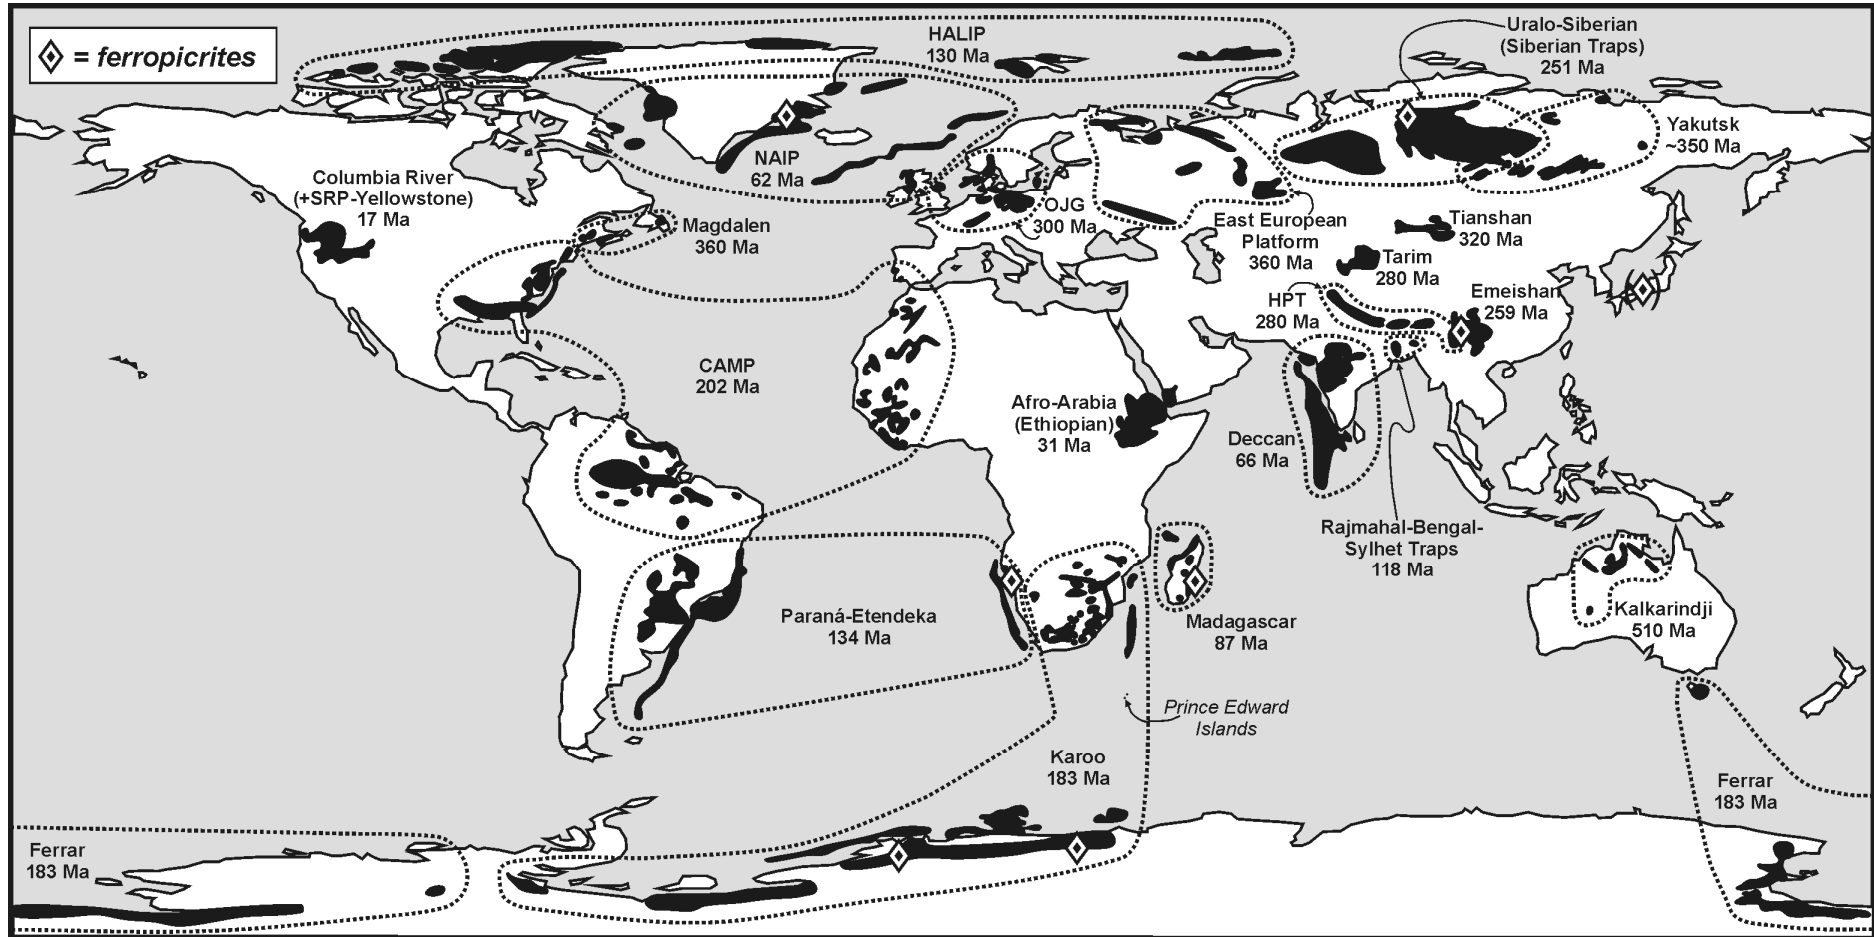 = ferropicrites
HALIP
130 Ma
Uralo-Siberian
(Siberian Traps)
251 Ma
Yakutsk
~350 Ma
NAIP
62 Ma
Columbia River
(+SRP-Yellowstone)
17 Ma
Magdalen
360 Ma
OJG
300 Ma
East European
Platform
360 Ma
Tianshan
320 Ma
Tarim
280 Ma
HPT
280 Ma
Emeishan
259 Ma
CAMP
202 Ma
Afro-Arabia
(Ethiopian)
31 Ma
Deccan
66 Ma
Rajmahal-Bengal-
Sylhet Traps
118 Ma
Paraná-Etendeka
134 Ma
Madagascar
87 Ma
Kalkarindji
510 Ma
Prince Edward
Islands
Karoo
183 Ma
Ferrar
183 Ma
Ferrar
183 Ma